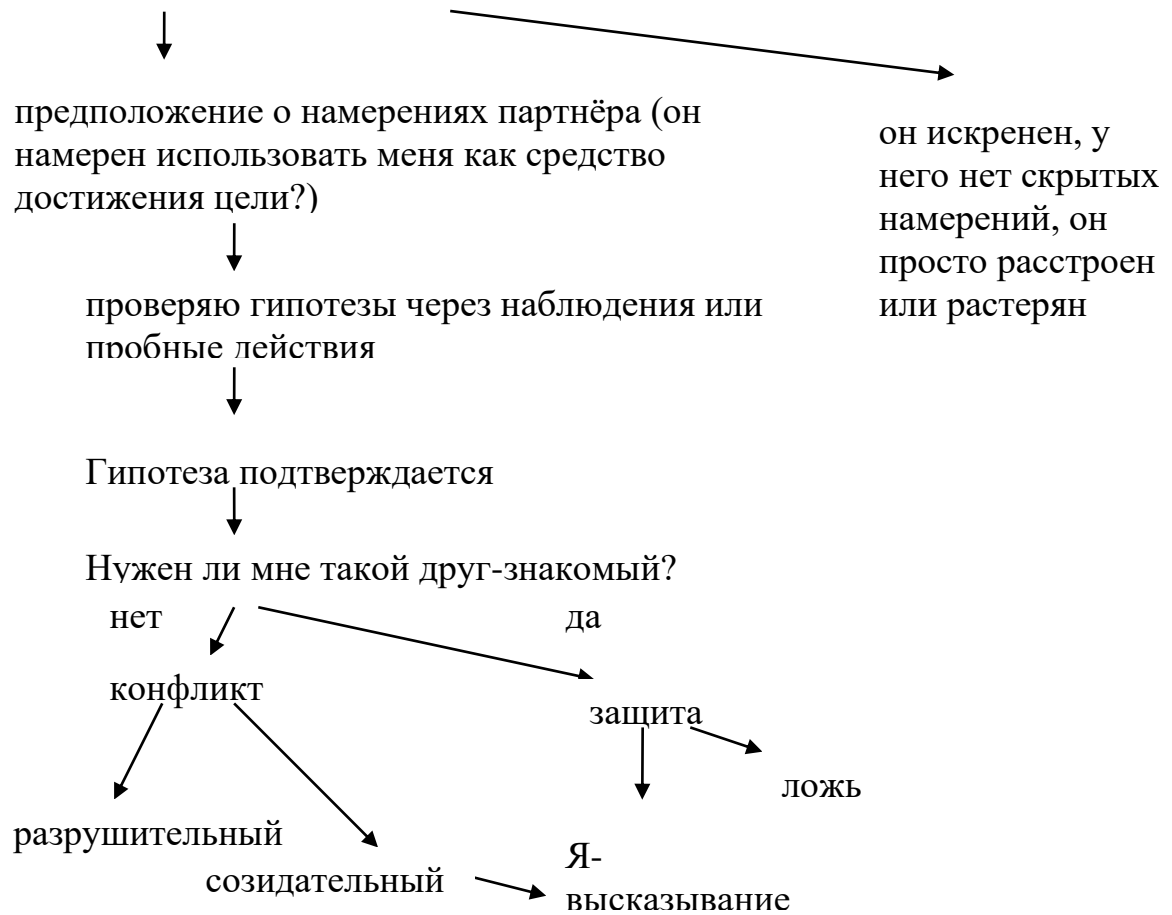 предположение о намерениях партнёра (он
намерен использовать меня как средство
достижения цели?)
он искренен, у
него нет скрытых
намерений, он
просто расстроен
или растерян
проверяю гипотезы через наблюдения или
пробные действия
Гипотеза подтверждается
Нужен ли мне такой друг-знакомый?
нет
да
конфликт
защита
ложь
разрушительный
созидательный
Я-
высказывание